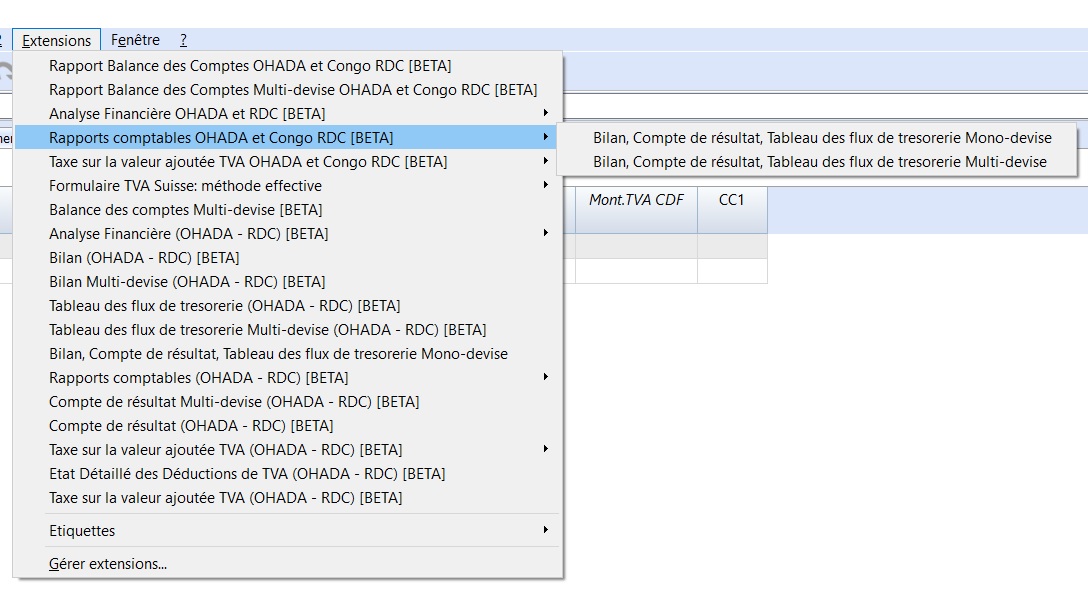 Extensions Fenêtre ?
Rapport Balance des Comptes OHADA et Congo RDC [BETA]
Rapport Balance des Comptes Multi-devise OHADA et Congo RDC [BETA]
Analyse Financière OHADA et RDC [BETA]
Rapports comptables OHADA et Congo RDC [BETA]
Bilan, Compte de résultat, Tableau des flux de tresorerie Mono-devise
Bilan, Compte de résultat, Tableau des flux de tresorerie Multi-devise
Taxe sur la valeur ajoutée TVA OHADA et Congo RDC [BETA]
Formulaire TVA Suisse: méthode effective
Balance des comptes Multi-devise [BETA]
Analyse Financière (OHADA - RDC) [BETA]
Bilan (OHADA - RDC) [BETA]
Bilan Multi-devise (OHADA - RDC) [BETA]
Tableau des flux de tresorerie (OHADA - RDC) [BETA]
Tableau des flux de tresorerie Multi-devise (OHADA - RDC) [BETA]
Bilan, Compte de résultat, Tableau des flux de tresorerie Mono-devise
Rapports comptables (OHADA - RDC) [BETA]
Compte de résultat Multi-devise (OHADA - RDC) [BETA]
Compte de résultat (OHADA - RDC) [BETA]
Taxe sur la valeur ajoutée TVA (OHADA - RDC) [BETA]
Etat Détaillé des Déductions de TVA (OHADA - RDC) [BETA]
Taxe sur la valeur ajoutée TVA (OHADA - RDC) [BETA]
Etiquettes
Gérer extensions...
Mont.TVA CDF CC1